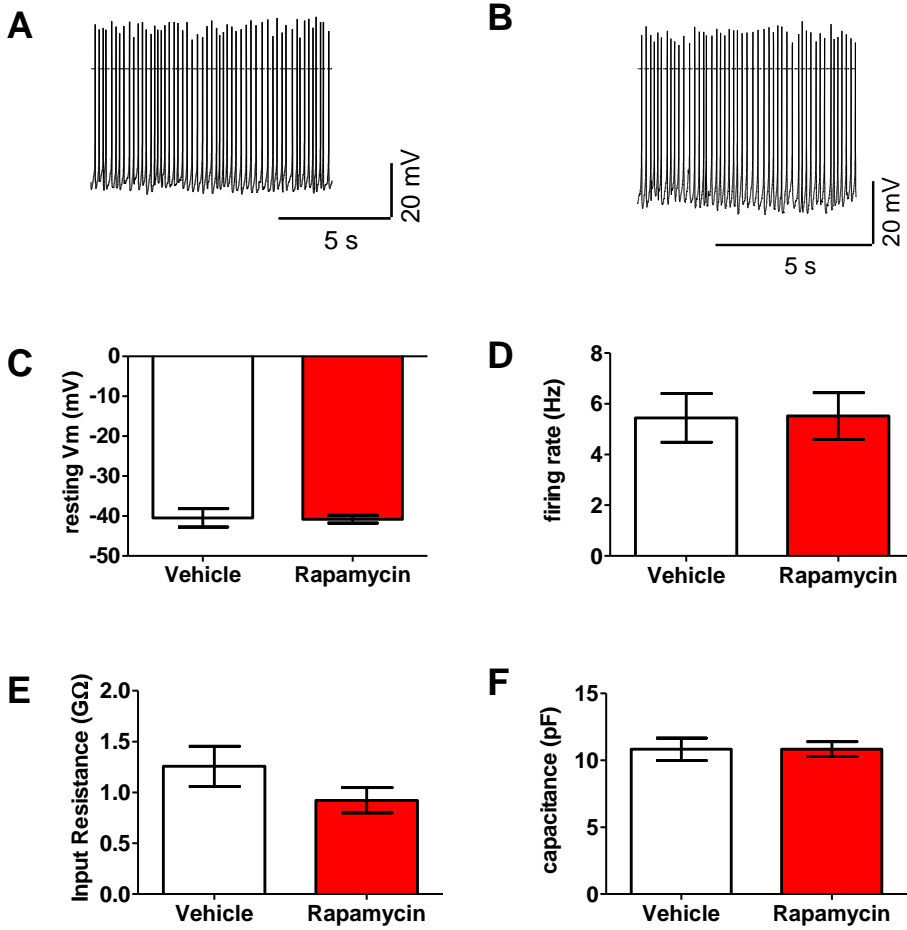 A
20 mV
5 s
B
20 mV
5 s
C
resting Vm (mV)
0
-10
-20
-30
-40
-50
Vehicle
Rapamycin
D
firing rate (Hz)
8
6
4
2
0
Vehicle
Rapamycin
E
Input Resistance (GΩ)
2.0
1.5
1.0
0.5
0.0
Vehicle
Rapamycin
F
capacitance (pF)
15
10
5
0
Vehicle
Rapamycin